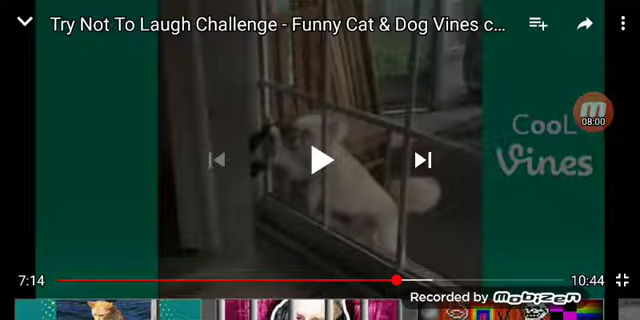 Try Not To Laugh Challenge - Funny Cat & Dog Vines c...
08:00
CooL
Vines
7:14
10:44
Recorded by MOBIZEN